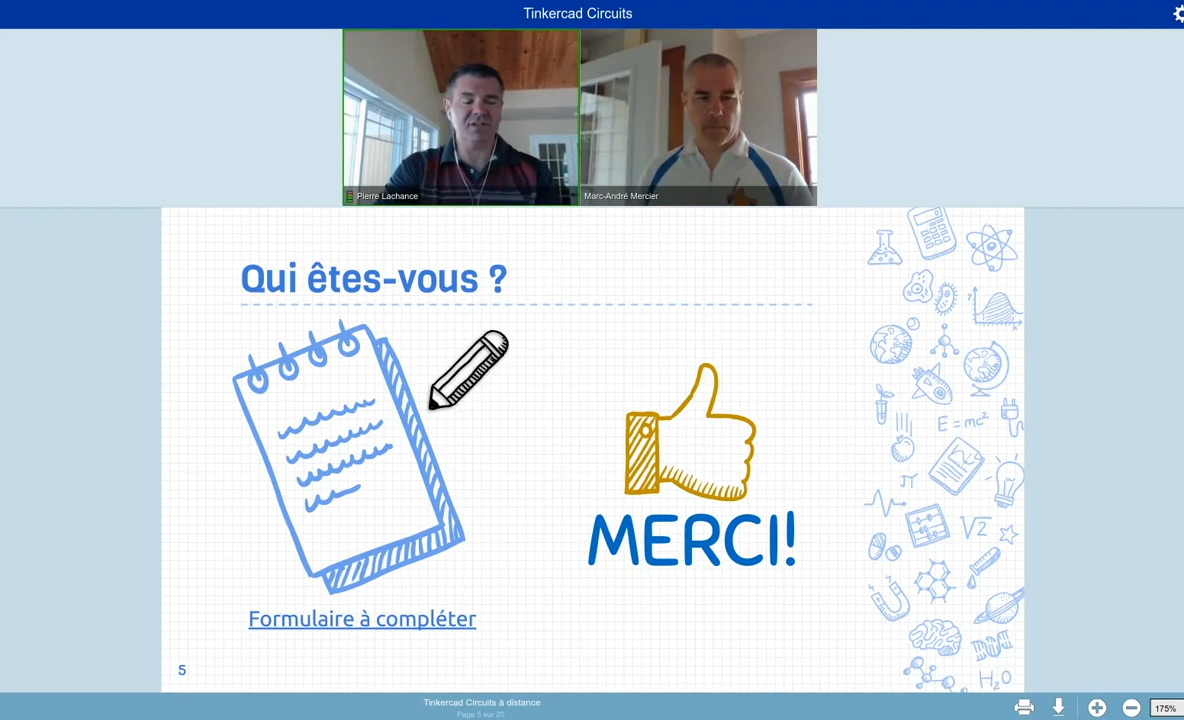 Tinkercad Circuits
Pierre Lachance
Marc-André Mercier
Qui êtes-vous ?
E = mc²
π
√2
MERCI!
Formulaire à compléter
5
H₂O
Tinkercad Circuits à distance
Page 5 sur 20
175%